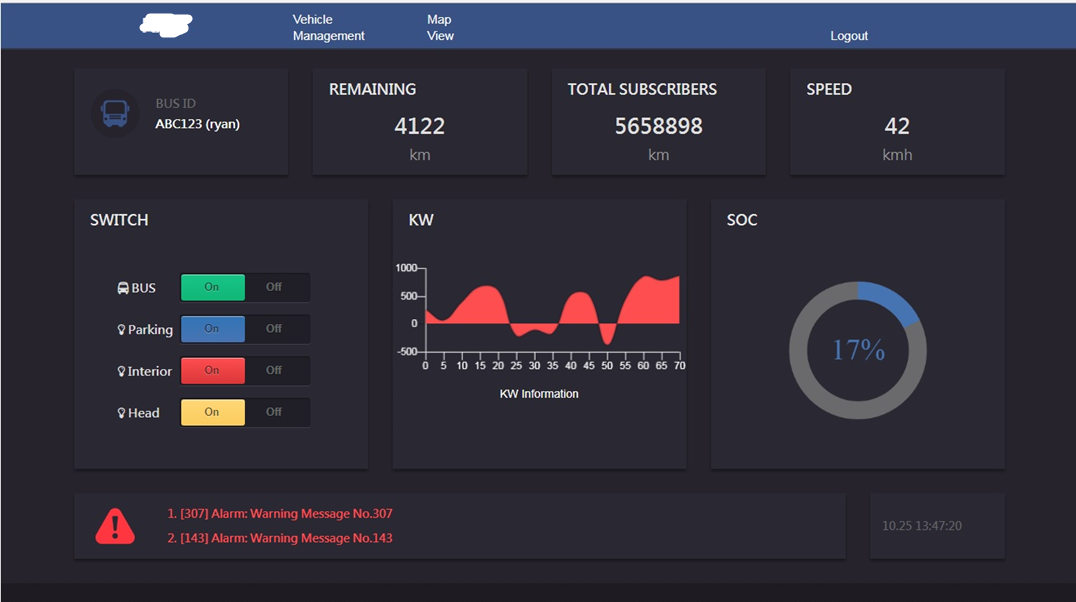 Vehicle
Management
Map
View
Logout
BUS ID
ABC123 (ryan)
REMAINING
4122
km
TOTAL SUBSCRIBERS
5658898
km
SPEED
42
kmh
SWITCH
BUS On Off
Parking On Off
Interior On Off
Head On Off
KW
1000
500
0
-500
0 5 10 15 20 25 30 35 40 45 50 55 60 65 70
KW Information
SOC
17%
1. [307] Alarm: Warning Message No.307
2. [143] Alarm: Warning Message No.143
10.25 13:47:20